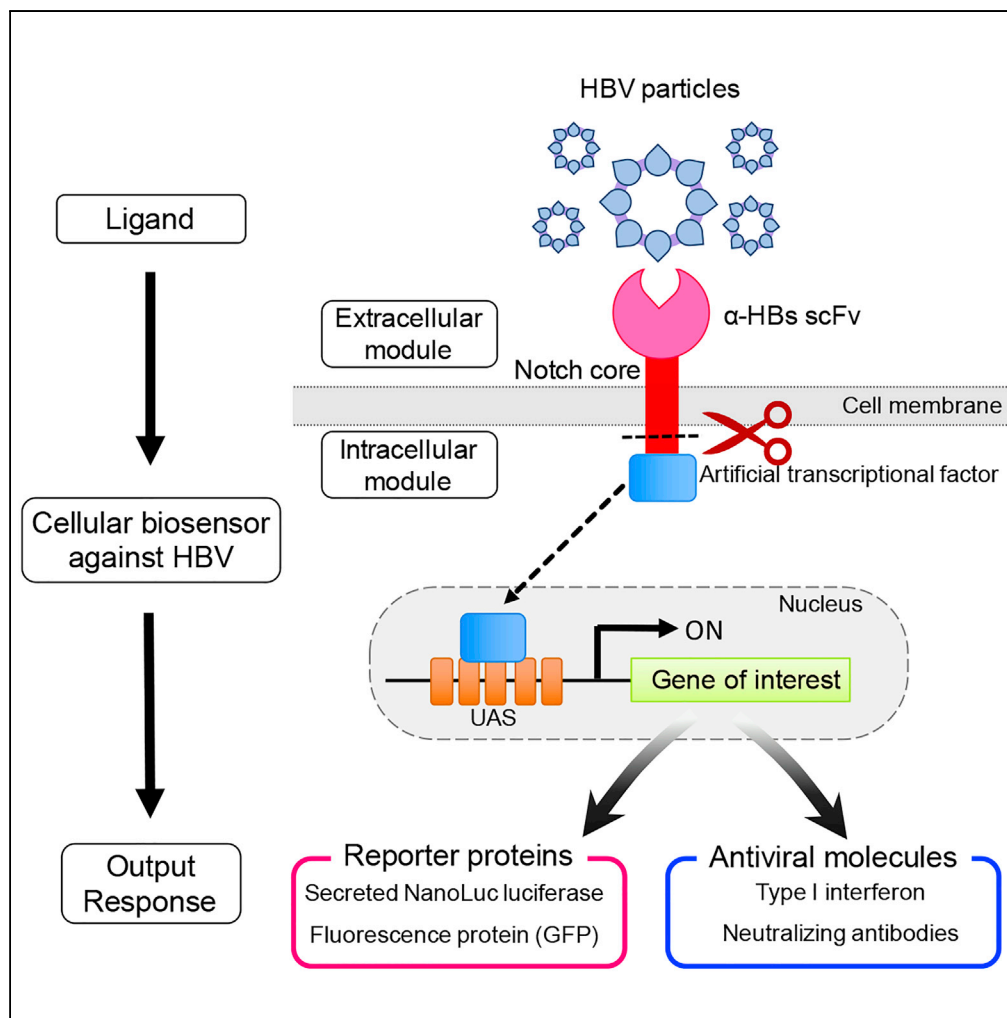 HBV particles
Ligand
α-HBs scFv
Extracellular
module
Notch core
Cell membrane
Intracellular
module
Artificial transcriptional factor
Cellular biosensor
against HBV
Nucleus
ON
Gene of interest
UAS
Output
Response
Reporter proteins
Secreted NanoLuc luciferase
Fluorescence protein (GFP)
Antiviral molecules
Type I interferon
Neutralizing antibodies